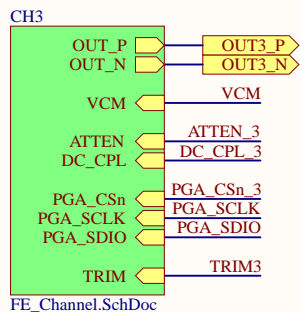 CH3
OUT_P OUT3_P
OUT_N OUT3_N
VCM VCM
ATTEN ATTEN_3
DC_CPL DC_CPL_3
PGA_CSn PGA_CSn_3
PGA_SCLK PGA_SCLK
PGA_SDIO PGA_SDIO
TRIM TRIM3
FE_Channel.SchDoc